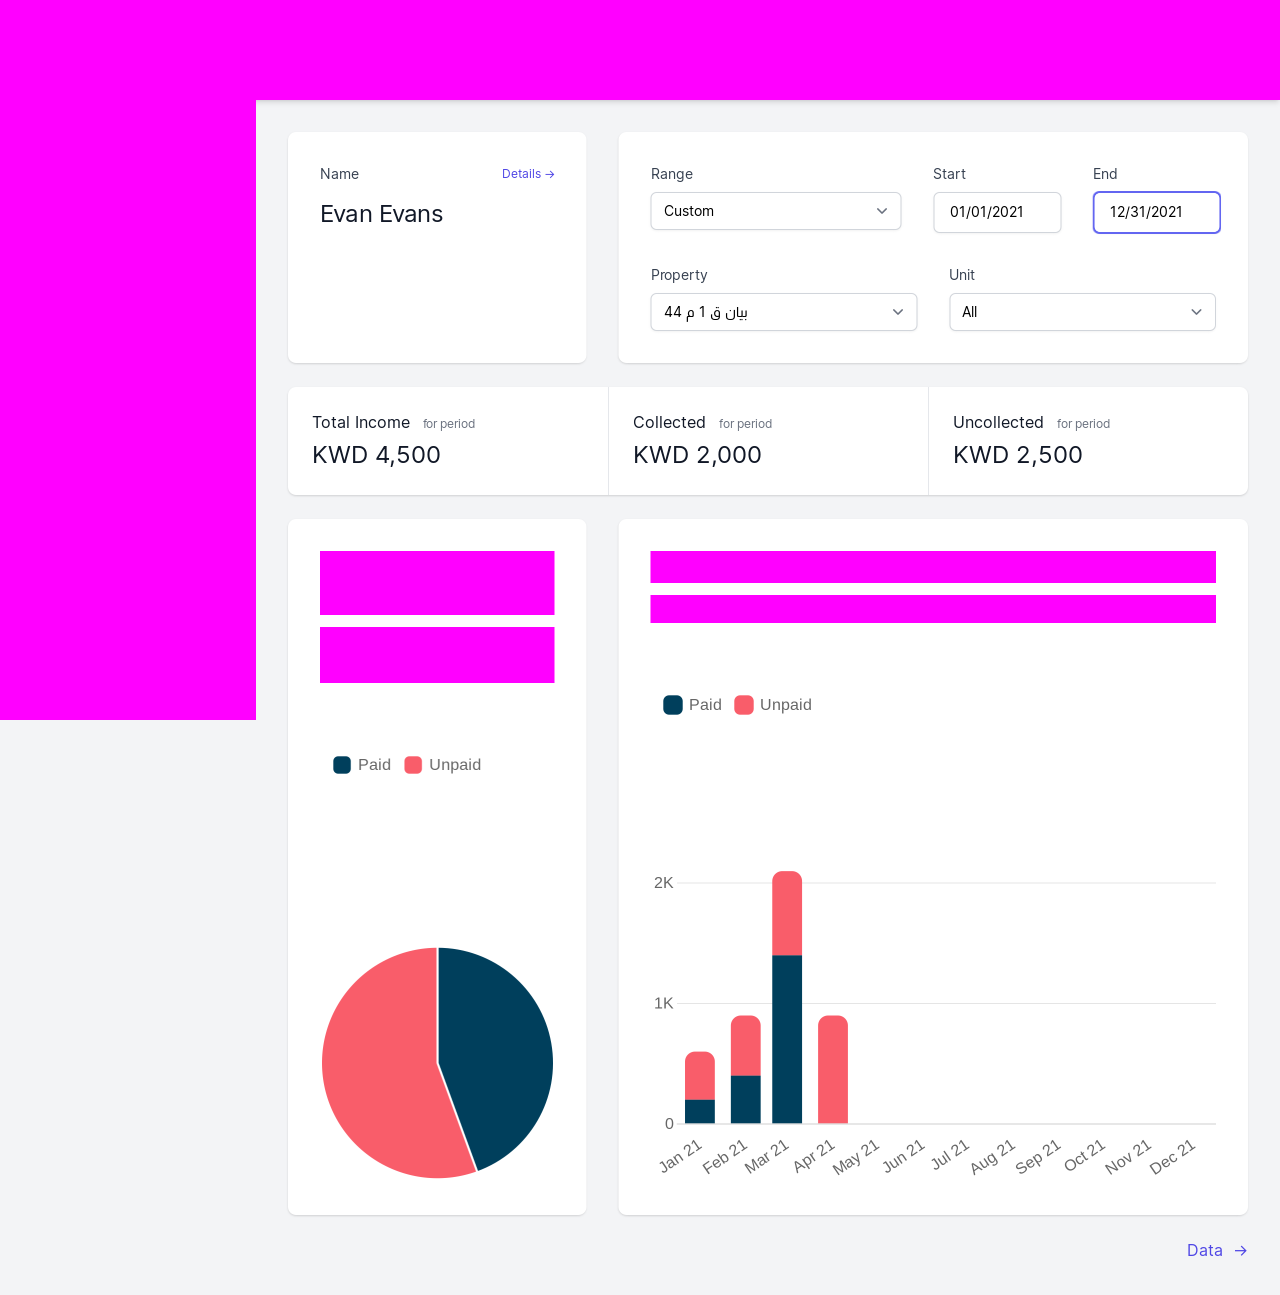 Name
Details →
Evan Evans
Range
Start
End
Custom
01/01/2021
12/31/2021
Property
Unit
بيان ق 1 م 44
All
Total Income for period
KWD 4,500
Collected for period
KWD 2,000
Uncollected for period
KWD 2,500
Paid
Unpaid
Paid
Unpaid
2K
1K
0
Jan 21
Feb 21
Mar 21
Apr 21
May 21
Jun 21
Jul 21
Aug 21
Sep 21
Oct 21
Nov 21
Dec 21
Data →